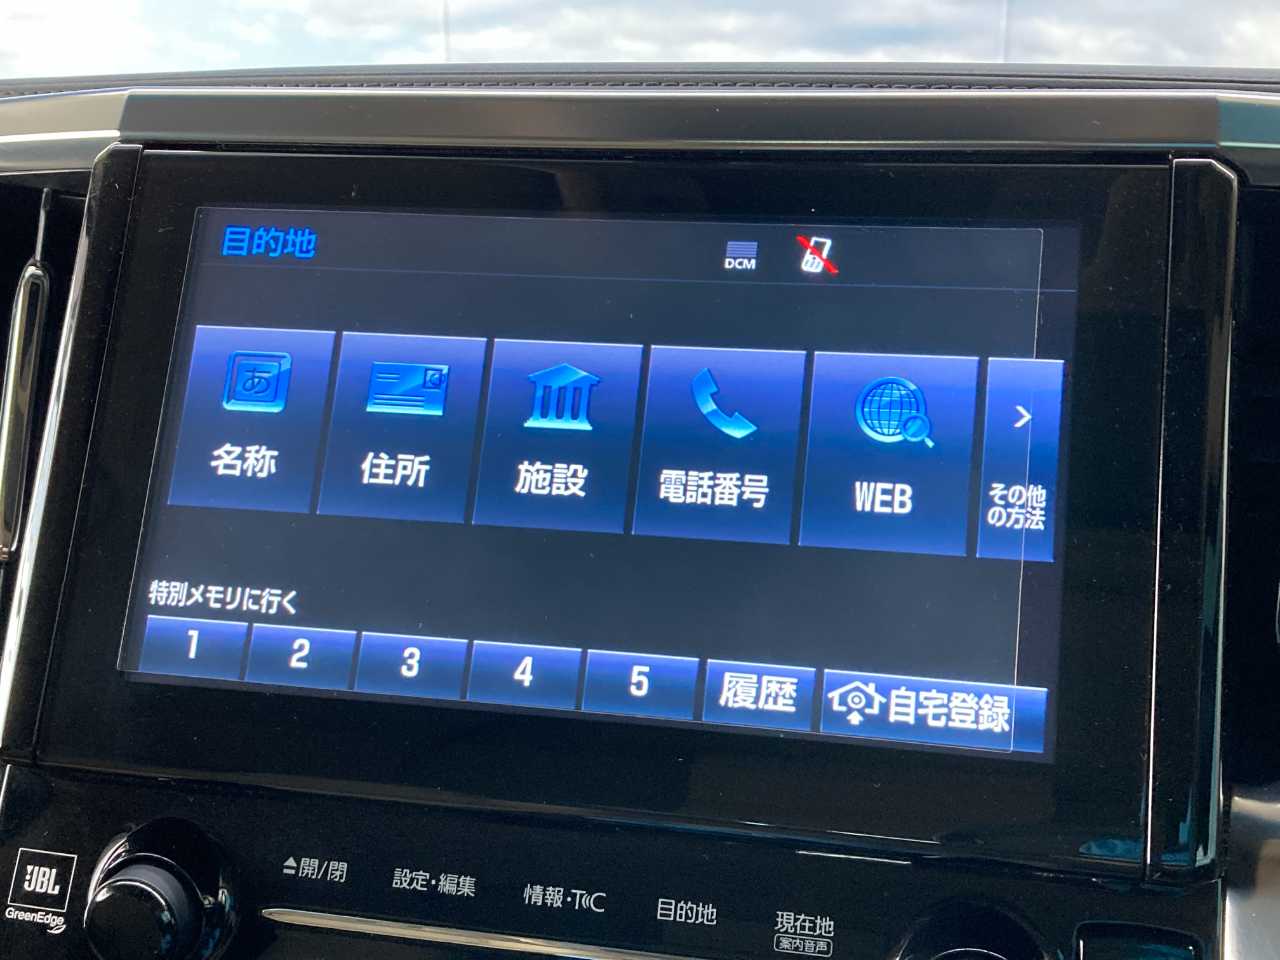 目的地
DCM
あ
名称
住所
施設
電話番号
WEB
その他
の方法
特別メモリに行く
1 2 3 4 5 履歴 自宅登録
JBL
GreenEdge
開/閉
設定・編集
情報・T C
目的地
現在地
案内音声